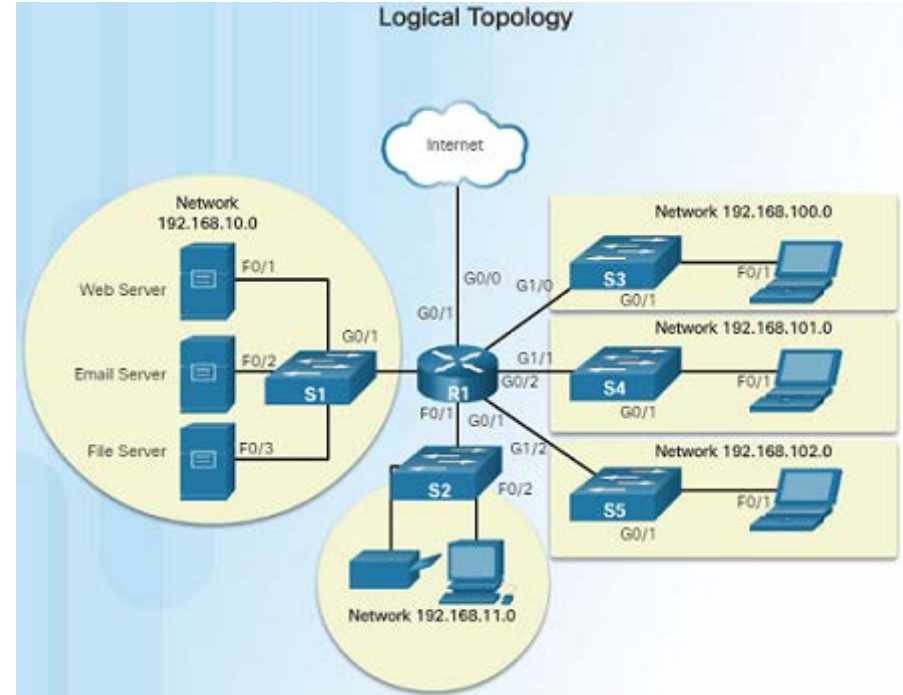 Logical Topology
Internet
Network
192.168.10.0
Web Server
F0/1
Email Server
F0/2
File Server
F0/3
G0/1
S1
G0/0
G0/1
R1
G1/0
G1/1
G0/2
F0/1
G0/1
G1/2
S2
F0/2
Network 192.168.11.0
Network 192.168.100.0
S3
F0/1
G0/1
Network 192.168.101.0
S4
F0/1
G0/1
Network 192.168.102.0
S5
F0/1
G0/1